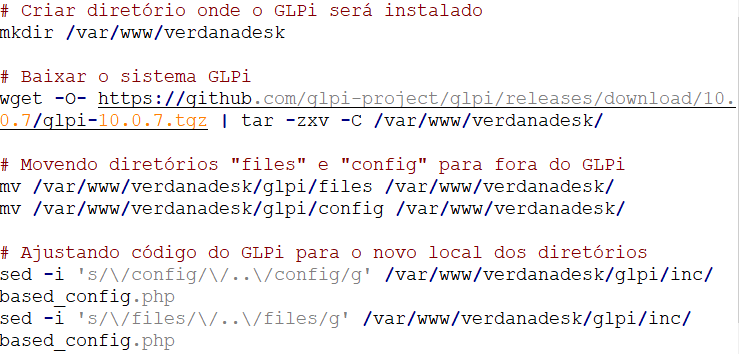 # Criar diretório onde o GLPi será instalado
mkdir /var/www/verdanadesk
# Baixar o sistema GLPi
wget -O- https://github.com/glpi-project/glpi/releases/download/10.
0.7/glpi-10.0.7.tgz | tar -zxv -C /var/www/verdanadesk/
# Movendo diretórios "files" e "config" para fora do GLPi
mv /var/www/verdanadesk/glpi/files /var/www/verdanadesk/
mv /var/www/verdanadesk/glpi/config /var/www/verdanadesk/
# Ajustando código do GLPi para o novo local dos diretórios
sed -i 's/\/config/\/..\/config/g' /var/www/verdanadesk/glpi/inc/
based_config.php
sed -i 's/\/files/\/..\/files/g' /var/www/verdanadesk/glpi/inc/
based_config.php